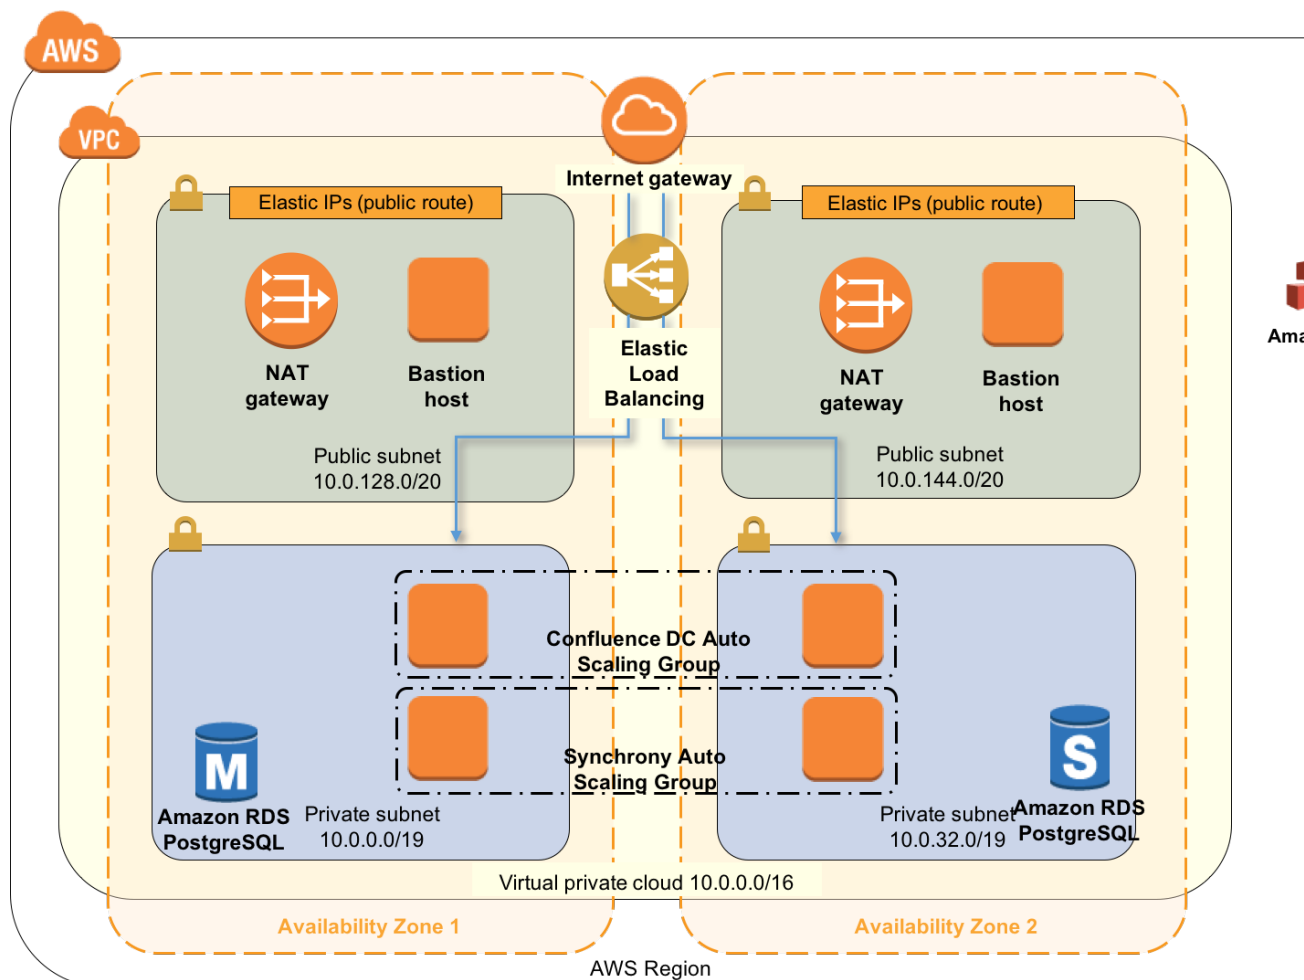 AWS
VPC
Internet gateway
Elastic IPs (public route)
Elastic IPs (public route)
NAT
gateway
Bastion
host
Elastic
Load
Balancing
NAT
gateway
Bastion
host
Public subnet
10.0.128.0/20
Public subnet
10.0.144.0/20
Confluence DC Auto
Scaling Group
Synchrony Auto
Scaling Group
M
Amazon RDS
PostgreSQL
Private subnet
10.0.0.0/19
S
Private subnet
10.0.32.0/19
Amazon RDS
PostgreSQL
Virtual private cloud 10.0.0.0/16
Availability Zone 1
Availability Zone 2
AWS Region